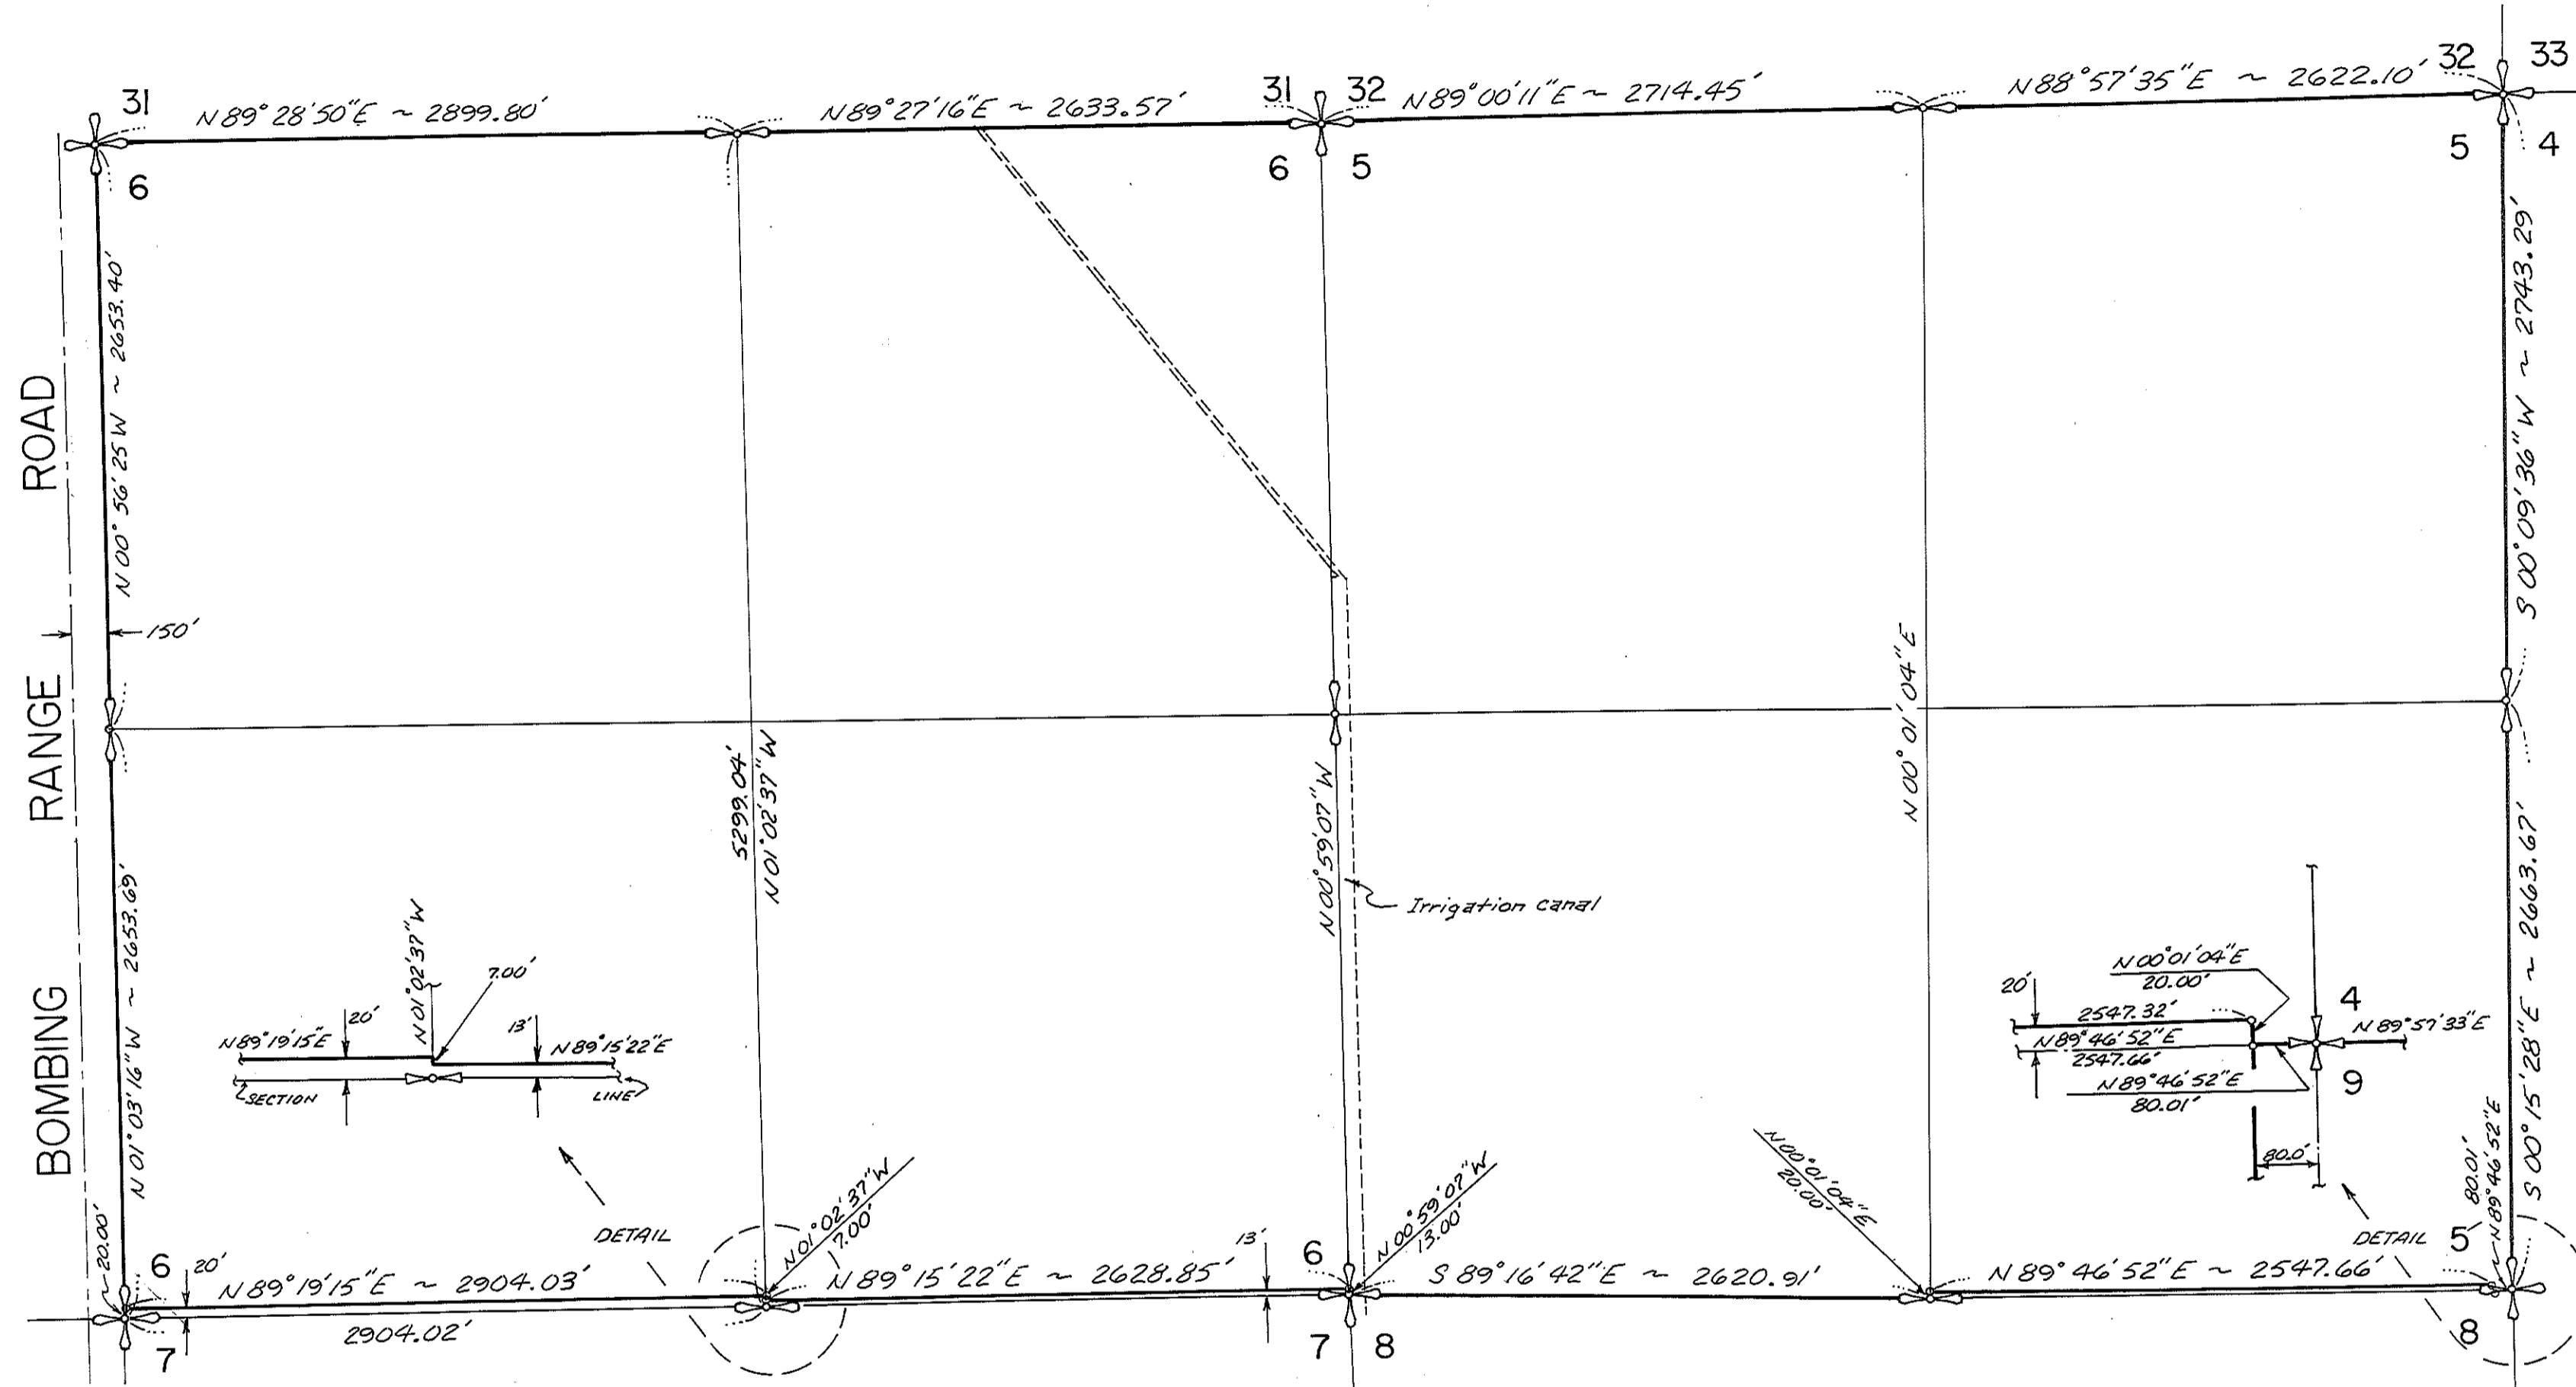 31
N 89° 28' 50" E ~ 2899.80'
N 89° 27' 16" E ~ 2633.57'
31
32
N 89° 00' 11" E ~ 2714.45'
N 88° 57' 35" E ~ 2622.10'
32
33
6
6
5
5
4
N 00° 56' 25 W ~ 2653.40'
S 00° 09' 36" W ~ 2743.29'
BOMBING RANGE ROAD
150'
5299.04'
N 01° 02' 37" W
N 00° 59' 07" W
N 00° 01' 04" E
Irrigation canal
N 01° 03' 16" W ~ 2653.69'
S 00° 15' 28" E ~ 2663.67'
N 01° 02' 37" W
7.00'
20'
13'
N 89° 19' 15" E
N 89° 15' 22" E
SECTION
LINE
DETAIL
N 00° 01' 04" E
20.00'
20'
2547.32'
4
N 89° 57' 33" E
N 89° 46' 52" E
2547.66'
N 89° 46' 52" E
80.01'
9
80.0'
DETAIL
80.01'
N 89° 46' 52" E
~ 20.00'
6
20'
N 89° 19' 15" E ~ 2904.03'
2904.02'
7
N 01° 02' 37" W
7.00'
N 89° 15' 22" E ~ 2628.85'
13'
6
N 00° 59' 07" W
13.00'
7
8
S 89° 16' 42" E ~ 2620.91'
N 00° 01' 04" E
20.00'
N 89° 46' 52" E ~ 2547.66'
5
8